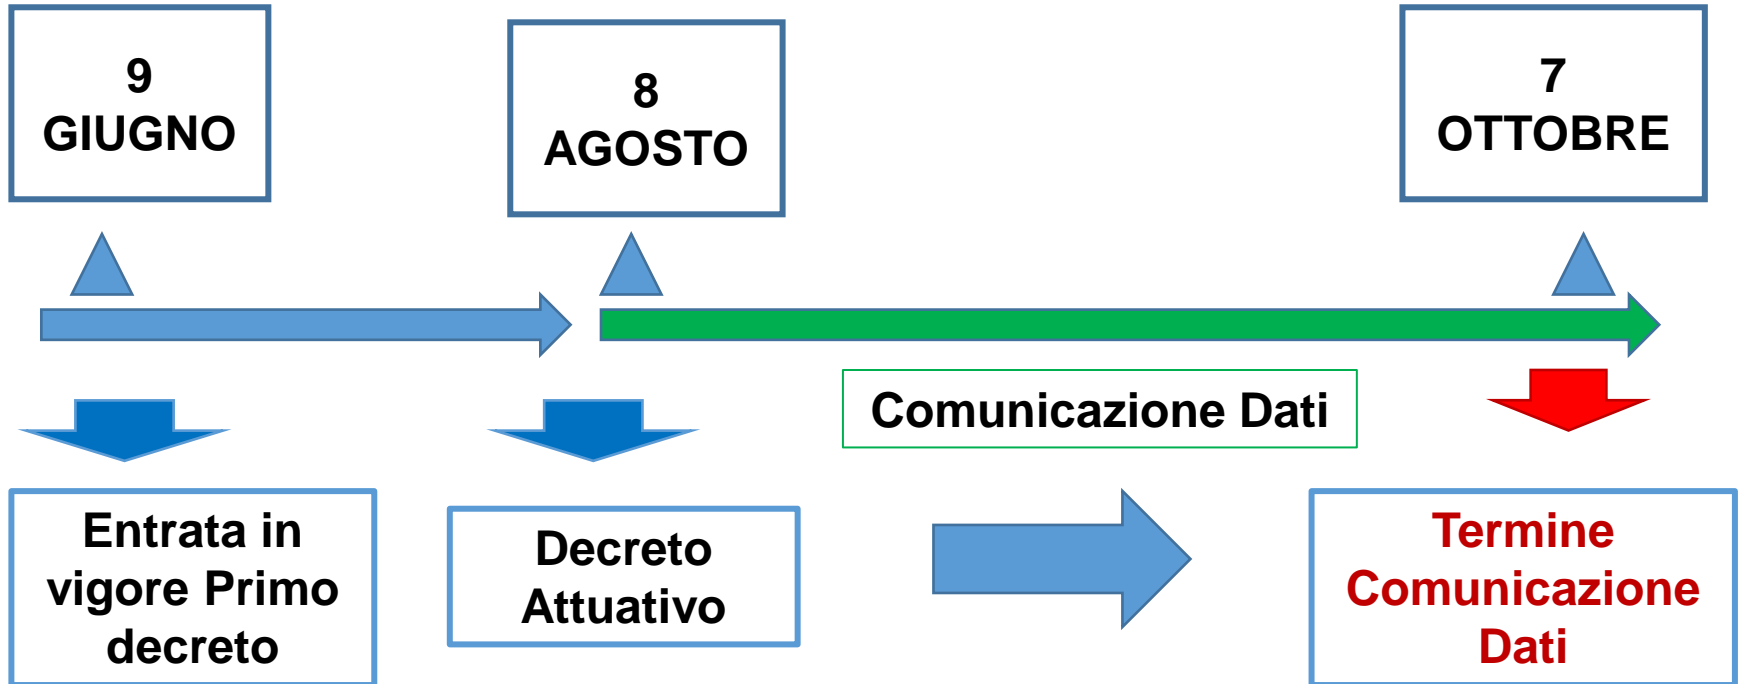 9
GIUGNO
8
AGOSTO
7
OTTOBRE
Comunicazione Dati
Entrata in
vigore Primo
decreto
Decreto
Attuativo
Termine
Comunicazione
Dati